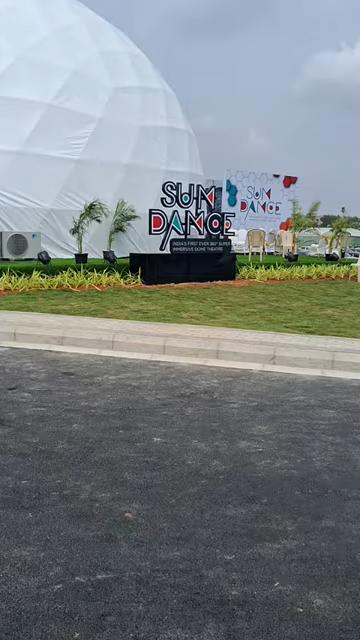 SUN
DANCE
INDIA'S FIRST EVER 360° SUPER
IMMERSIVE DOME THEATRE
SUN
DANCE